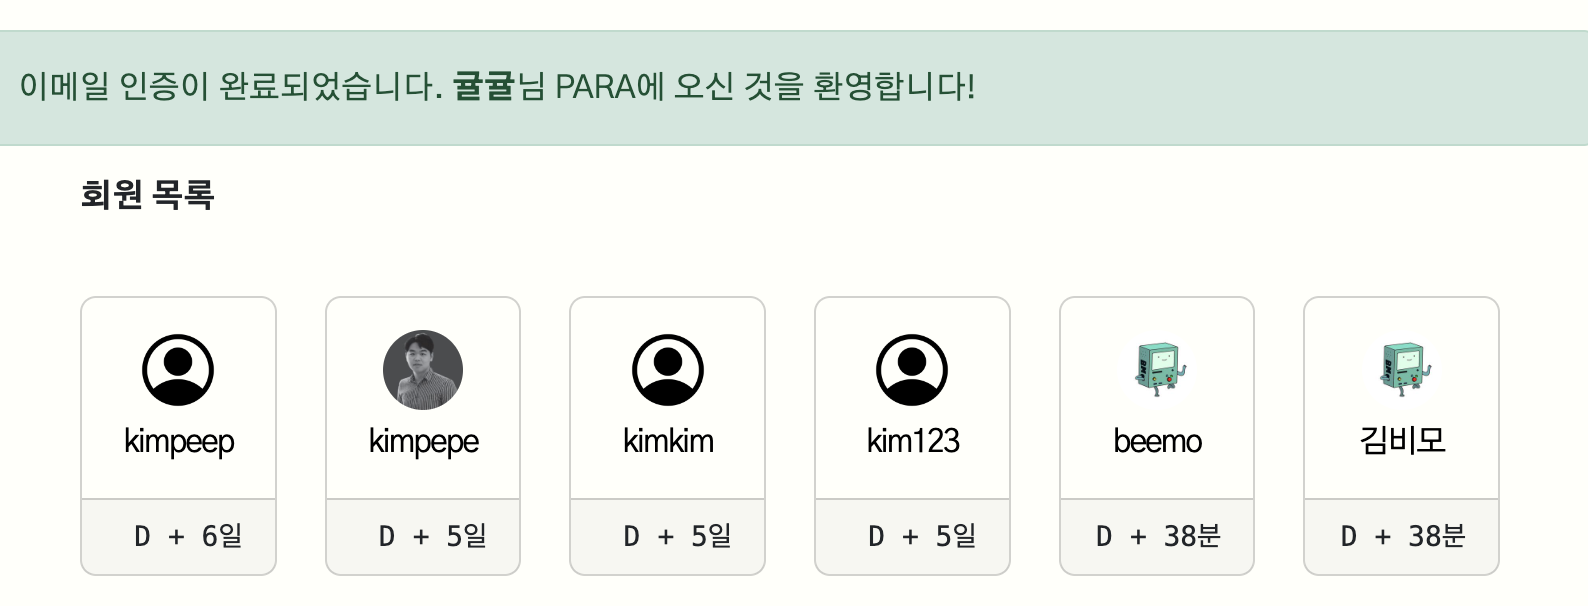 이메일 인증이 완료되었습니다. 귤귤님 PARA에 오신 것을 환영합니다!
회원 목록
kimpeep kimpepe kimkim kim123 beemo 김비모
D + 6일 D + 5일 D + 5일 D + 5일 D + 38분 D + 38분